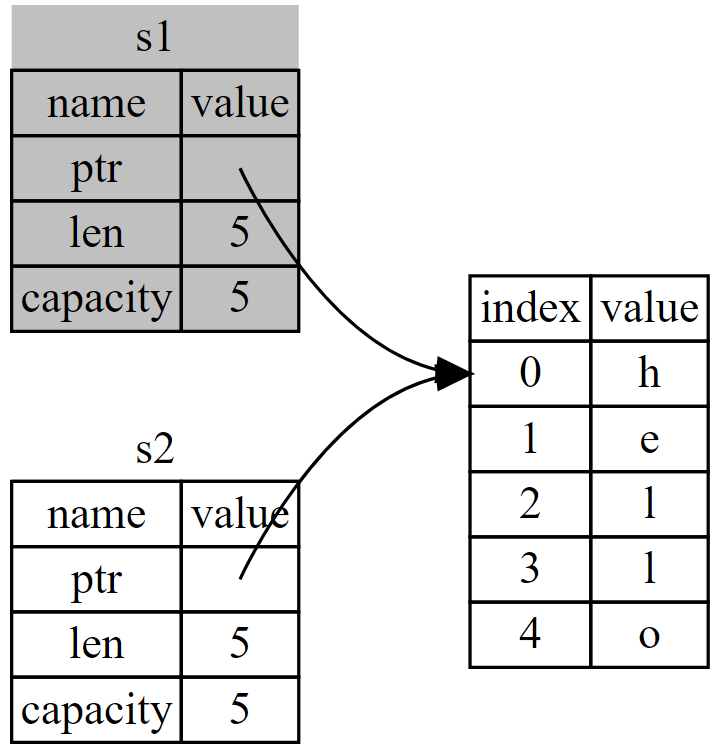 s1
name value
ptr
len 5
capacity 5
s2
name value
ptr
len 5
capacity 5
index value
0 h
1 e
2 l
3 l
4 o